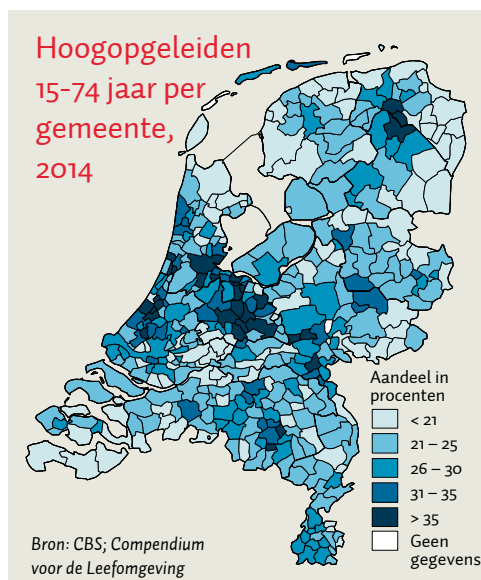 Hoogopgeleiden
15-74 jaar per
gemeente,
2014
Aandeel in
procenten
< 21
21 – 25
26 – 30
31 – 35
> 35
Geen
gegevens
Bron: CBS; Compendium
voor de Leefomgeving